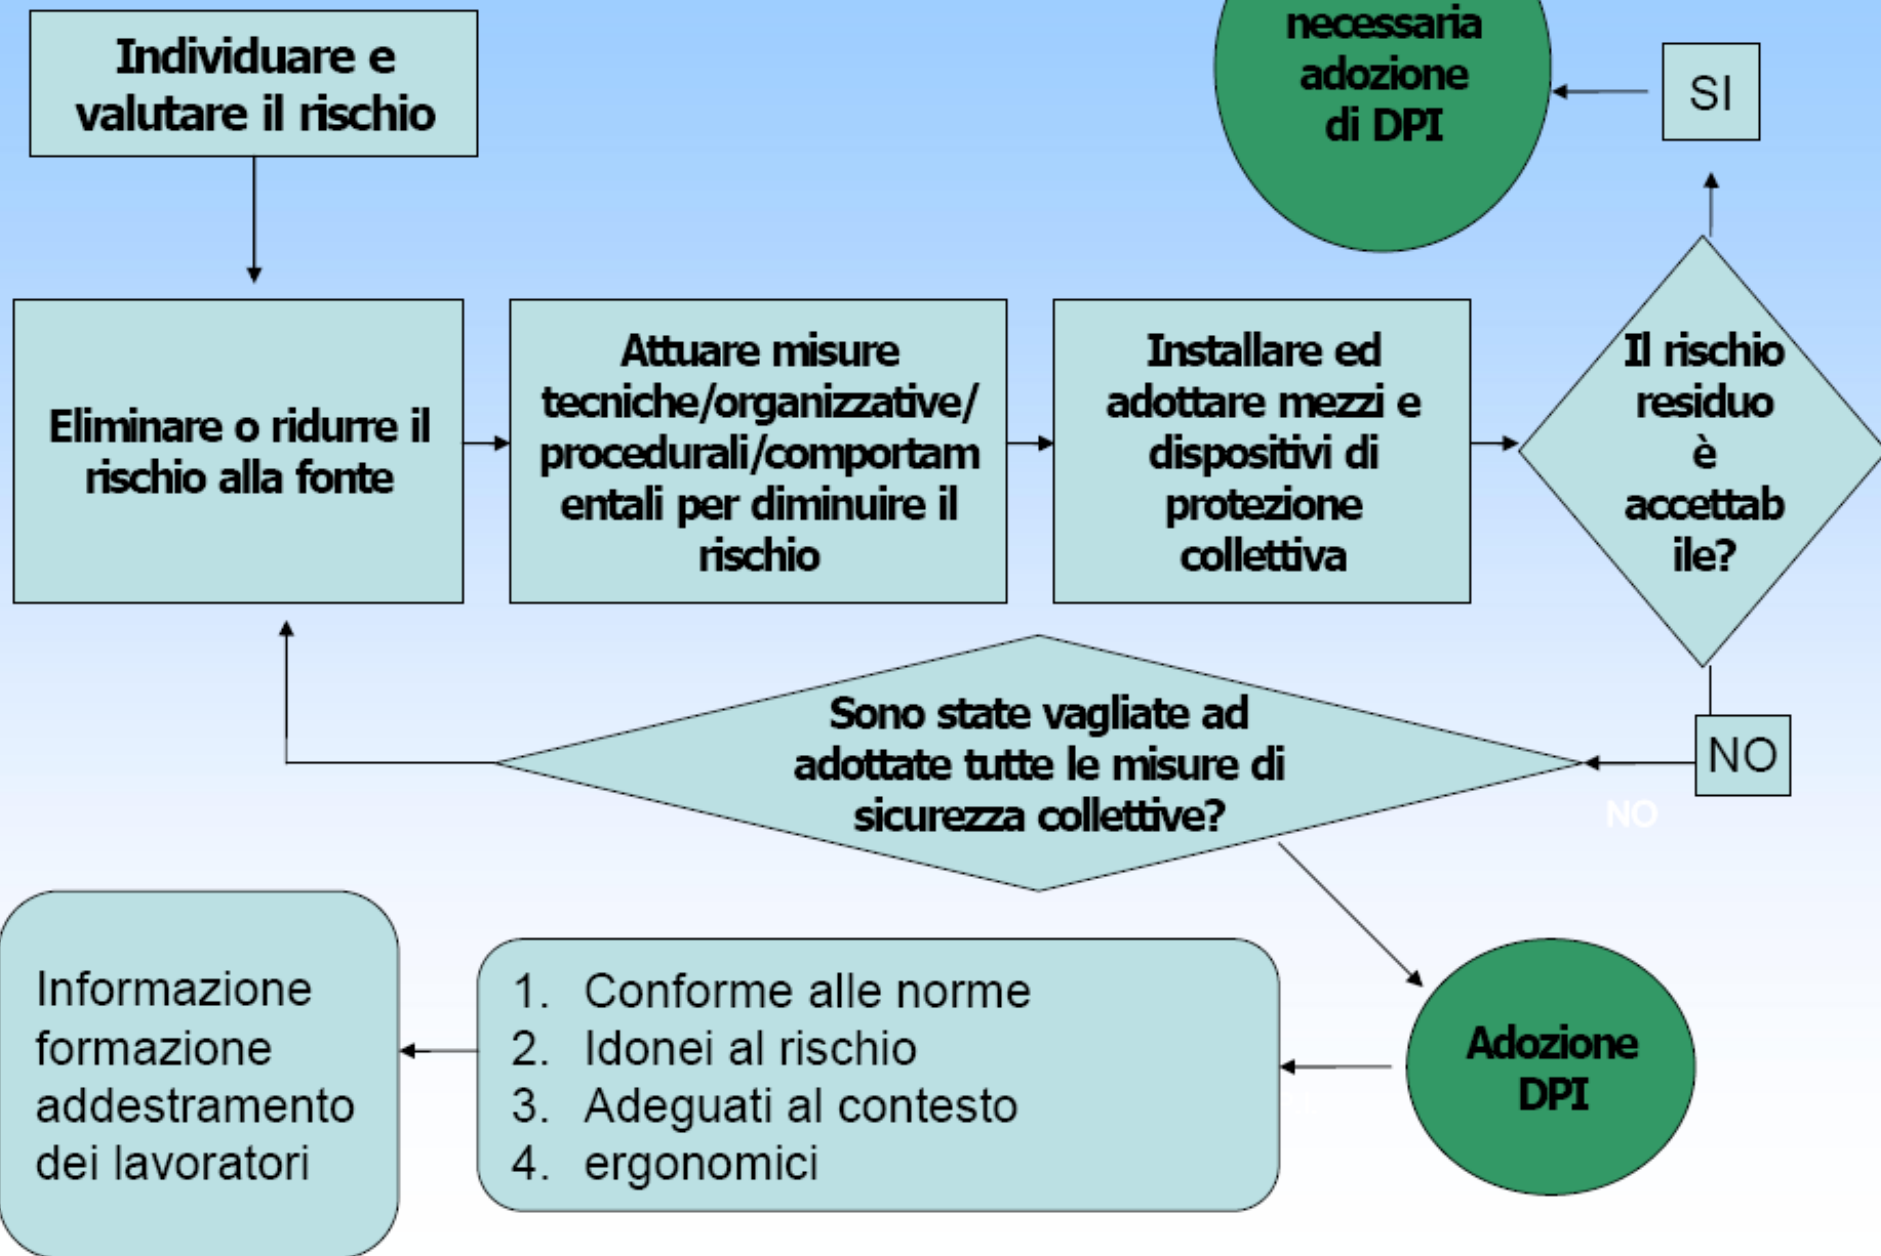 Individuare e
valutare il rischio
necessaria
adozione
di DPI
SI
Eliminare o ridurre il
rischio alla fonte
Attuare misure
tecniche/organizzative/
procedurali/comportam
entali per diminuire il
rischio
Installare ed
adottare mezzi e
dispositivi di
protezione
collettiva
Il rischio
residuo
è
accettab
ile?
Sono state vagliate ad
adottate tutte le misure di
sicurezza collettive?
NO
NO
Informazione
formazione
addestramento
dei lavoratori
1. Conforme alle norme
2. Idonei al rischio
3. Adeguati al contesto
4. ergonomici
Adozione
DPI